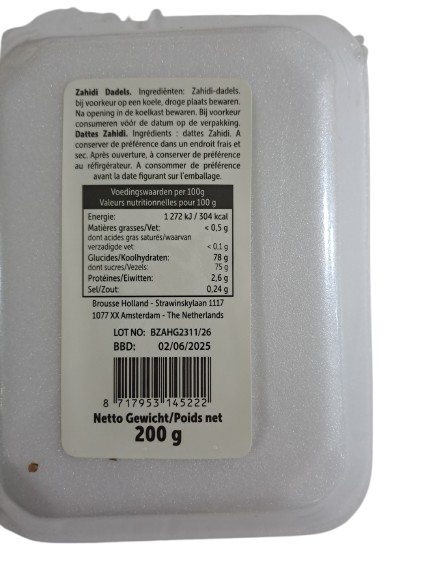 Zahidi Dadels. Ingrediënten: Zahidi-dadels.
bij voorkeur op een koele, droge plaats bewaren.
Na opening in de koelkast bewaren. Bij voorkeur
consumeren vóór de datum op de verpakking.
Dattes Zahidi. Ingrédients : dattes Zahidi. A
conserver de préférence dans un endroit frais et
sec. Après ouverture, à conserver de préférence
au réfirgérateur. A consommer de préférence
avant la date figurant sur l'emballage.
Voedingswaarden per 100g
Valeurs nutritionnelles pour 100 g
Energie: 1 272 kJ / 304 kcal
Matières grasses/Vet: < 0,5 g
dont acides gras saturés/waarvan
verzadigde vet: < 0,1 g
Glucides/Koolhydraten: 78 g
dont sucres/Vezels: 75 g
Protéines/Eiwitten: 2,6 g
Sel/Zout: 0,24 g
Brousse Holland - Strawinskylaan 1117
1077 XX Amsterdam - The Netherlands
LOT NO: BZAHG2311/26
BBD: 02/06/2025
8 717953 145222
Netto Gewicht/Poids net
200 g